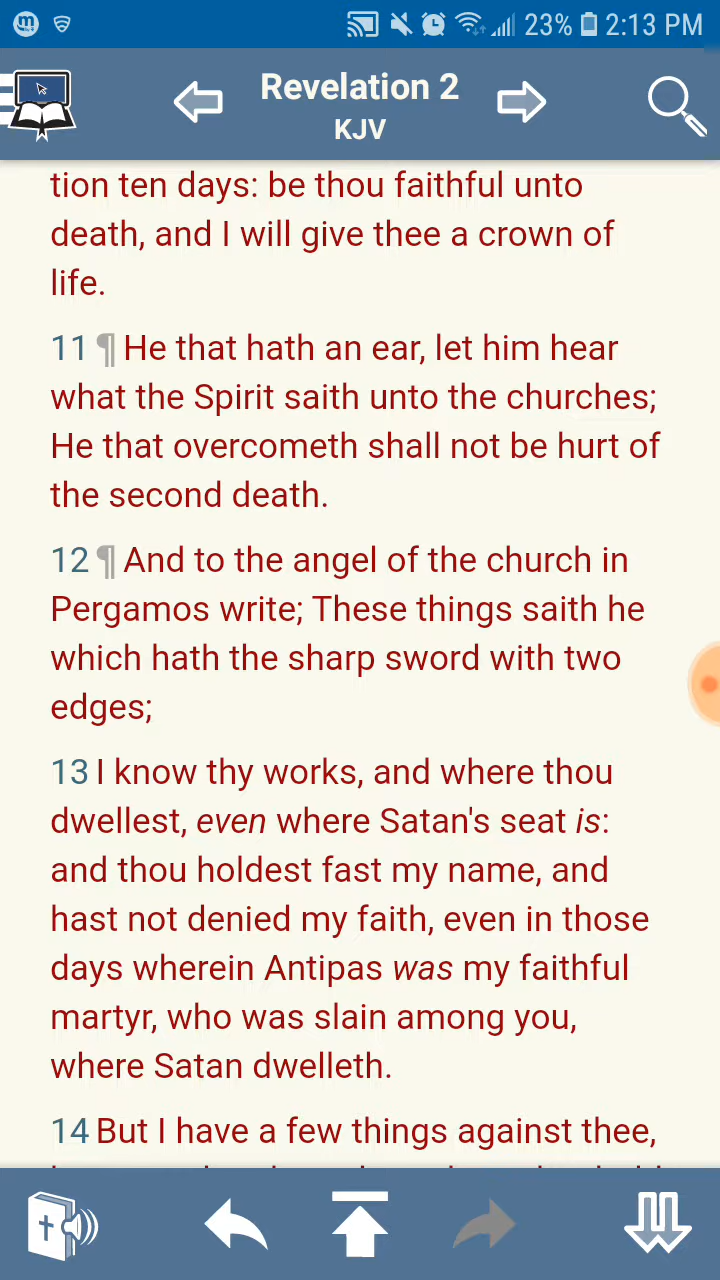 23% 2:13 PM
Revelation 2
KJV
tion ten days: be thou faithful unto
death, and I will give thee a crown of
life.
11 ¶ He that hath an ear, let him hear
what the Spirit saith unto the churches;
He that overcometh shall not be hurt of
the second death.
12 ¶ And to the angel of the church in
Pergamos write; These things saith he
which hath the sharp sword with two
edges;
13 I know thy works, and where thou
dwellest, even where Satan's seat is:
and thou holdest fast my name, and
hast not denied my faith, even in those
days wherein Antipas was my faithful
martyr, who was slain among you,
where Satan dwelleth.
14 But I have a few things against thee,